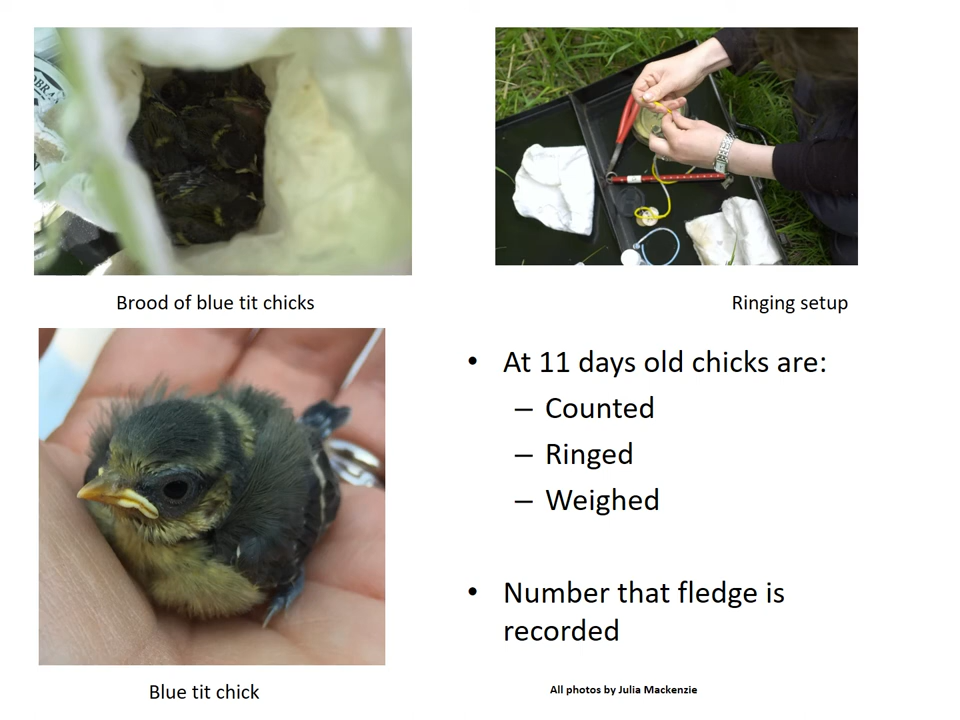 Brood of blue tit chicks
Ringing setup
• At 11 days old chicks are:
– Counted
– Ringed
– Weighed
• Number that fledge is
recorded
Blue tit chick
All photos by Julia Mackenzie